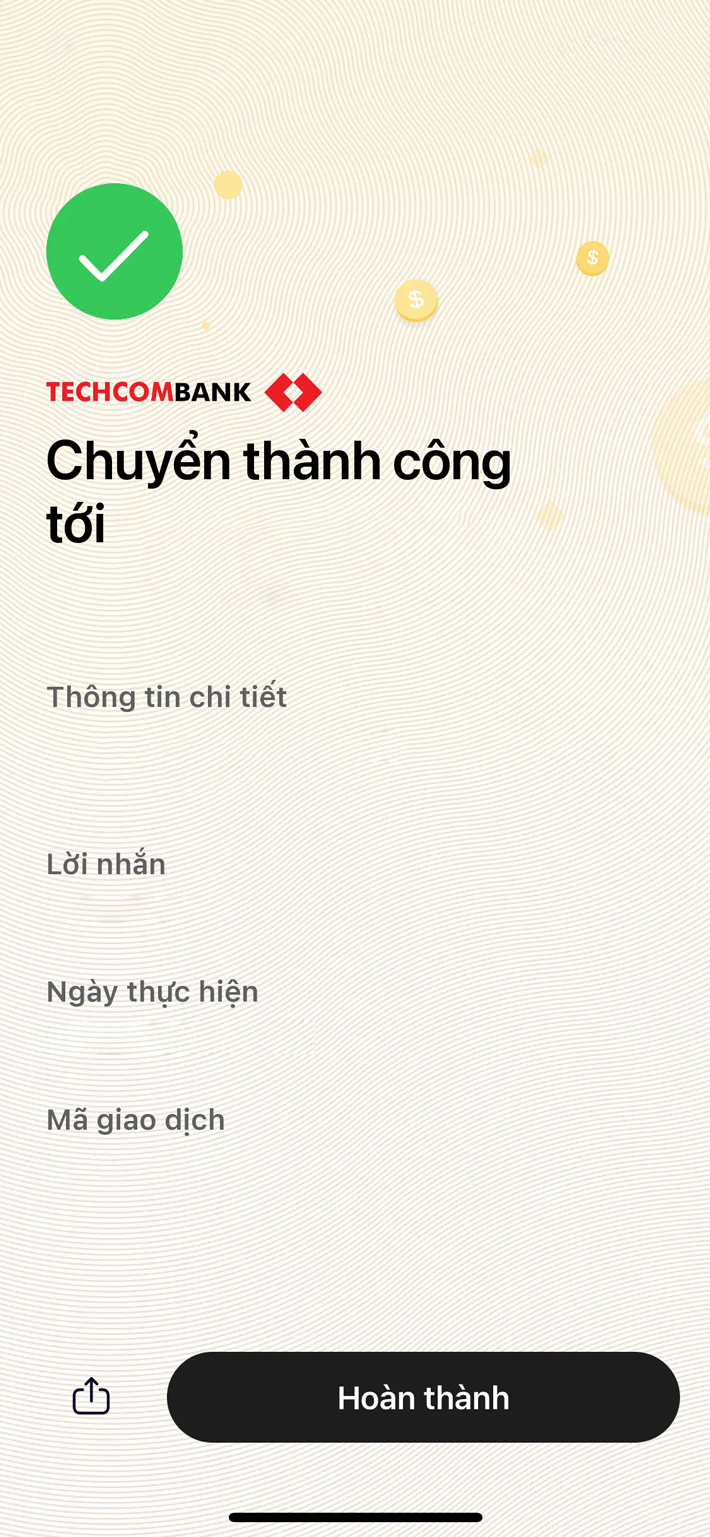 TECHCOMBANK
Chuyển thành công
tới
Thông tin chi tiết
Lời nhắn
Ngày thực hiện
Mã giao dịch
Hoàn thành